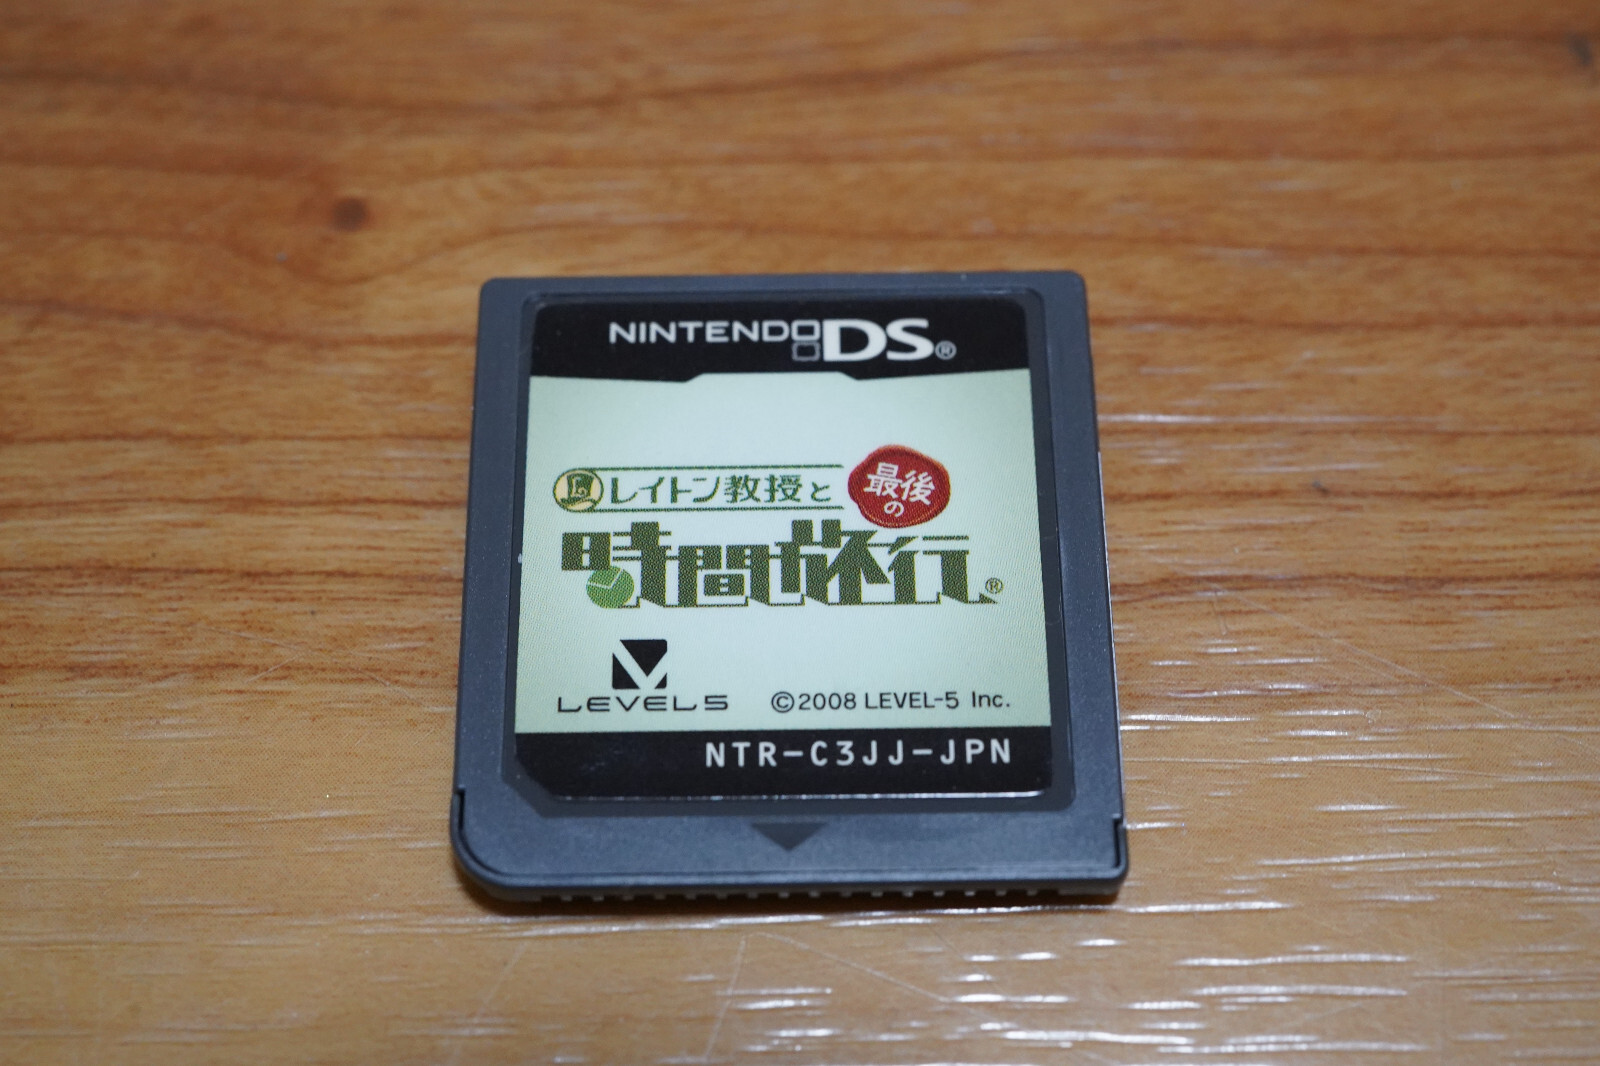 NINTENDO DS®
レイトン教授と
最後の
時間旅行®
LEVEL5
©2008 LEVEL-5 Inc.
NTR-C3JJ-JPN